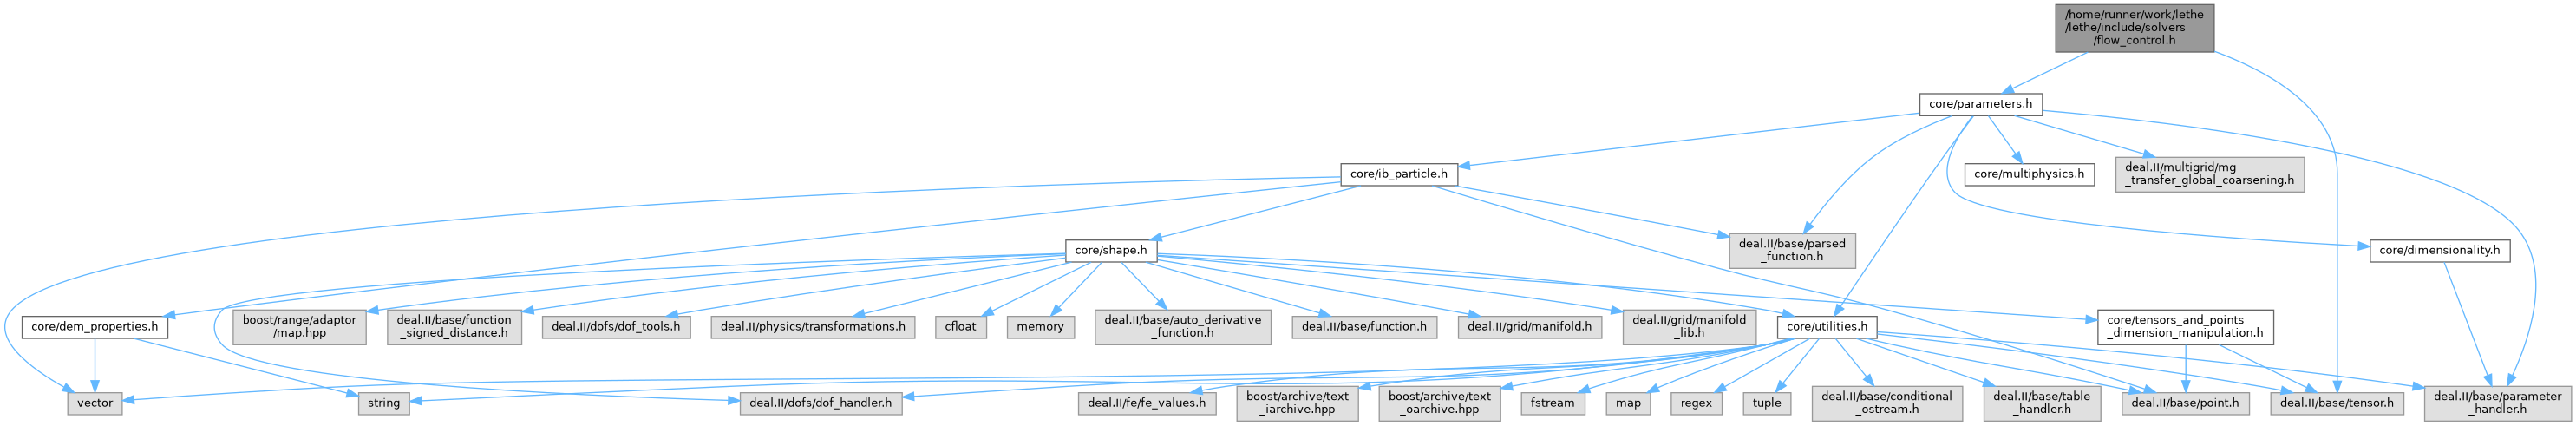 /home/runner/work/lethe
/lethe/include/solvers
/flow_control.h
core/parameters.h
core/ib_particle.h
core/multiphysics.h
deal.II/multigrid/mg
_transfer_global_coarsening.h
core/shape.h
deal.II/base/parsed
_function.h
core/dimensionality.h
core/dem_properties.h
boost/range/adaptor
/map.hpp
deal.II/base/function
_signed_distance.h
deal.II/dofs/dof_tools.h
deal.II/physics/transformations.h
cfloat
memory
deal.II/base/auto_derivative
_function.h
deal.II/base/function.h
deal.II/grid/manifold.h
deal.II/grid/manifold
_lib.h
core/utilities.h
core/tensors_and_points
_dimension_manipulation.h
vector
string
deal.II/dofs/dof_handler.h
deal.II/fe/fe_values.h
boost/archive/text
_iarchive.hpp
boost/archive/text
_oarchive.hpp
fstream
map
regex
tuple
deal.II/base/conditional
_ostream.h
deal.II/base/table
_handler.h
deal.II/base/point.h
deal.II/base/tensor.h
deal.II/base/parameter
_handler.h